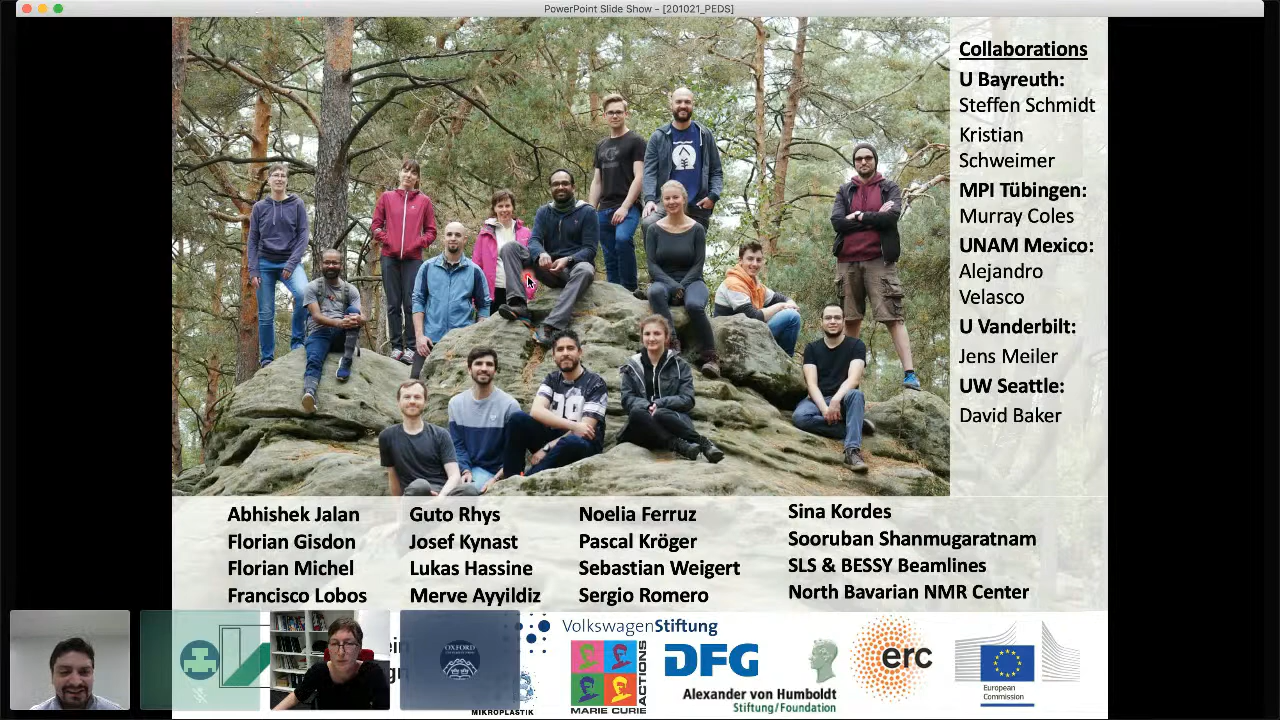 PowerPoint Slide Show - [201021_PEDS]
Collaborations
U Bayreuth:
Steffen Schmidt
Kristian
Schweimer
MPI Tübingen:
Murray Coles
UNAM Mexico:
Alejandro
Velasco
U Vanderbilt:
Jens Meiler
UW Seattle:
David Baker
Abhishek Jalan
Florian Gisdon
Florian Michel
Francisco Lobos
Guto Rhys
Josef Kynast
Lukas Hassine
Merve Ayyildiz
Noelia Ferruz
Pascal Kröger
Sebastian Weigert
Sergio Romero
Sina Kordes
Sooruban Shanmugaratnam
SLS & BESSY Beamlines
North Bavarian NMR Center
OXFORD
MIKROPLASTIK
VolkswagenStiftung
MARIE CURIE ACTIONS
DFG
Alexander von Humboldt
Stiftung/Foundation
erc
European
Commission